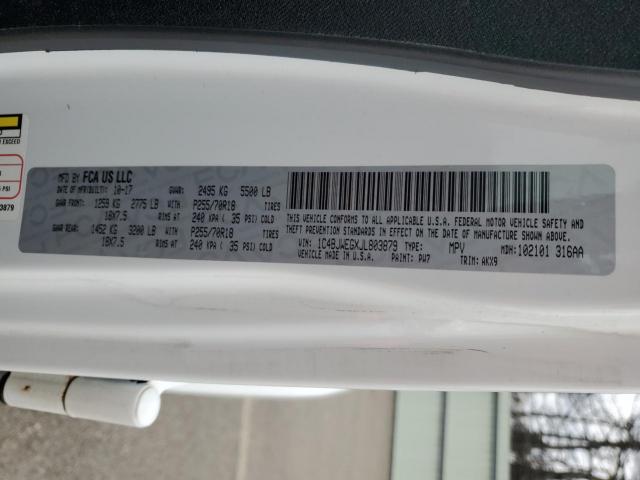 EXCEED
PSI
3879
MFD BY FCA US LLC
DATE OF MFR/BUILT: 10-17 GVWR: 2495 KG 5500 LB
GAWR FRONT: 1259 KG 2775 LB WITH P255/70R18 TIRES
18X7.5 RIMS AT 240 KPA ( 35 PSI) COLD
GAWR REAR: 1452 KG 3200 LB WITH P255/70R18 TIRES
18X7.5 RIMS AT 240 KPA ( 35 PSI) COLD
THIS VEHICLE CONFORMS TO ALL APPLICABLE U.S.A. FEDERAL MOTOR VEHICLE SAFETY AND
THEFT PREVENTION STANDARDS IN EFFECT ON THE DATE OF MANUFACTURE SHOWN ABOVE.
VIN: 1C4BJWEGXJL803879 TYPE: MPV MDH: 102101 316AA
VEHICLE MADE IN U.S.A. PAINT: PW7 TRIM: AKX9